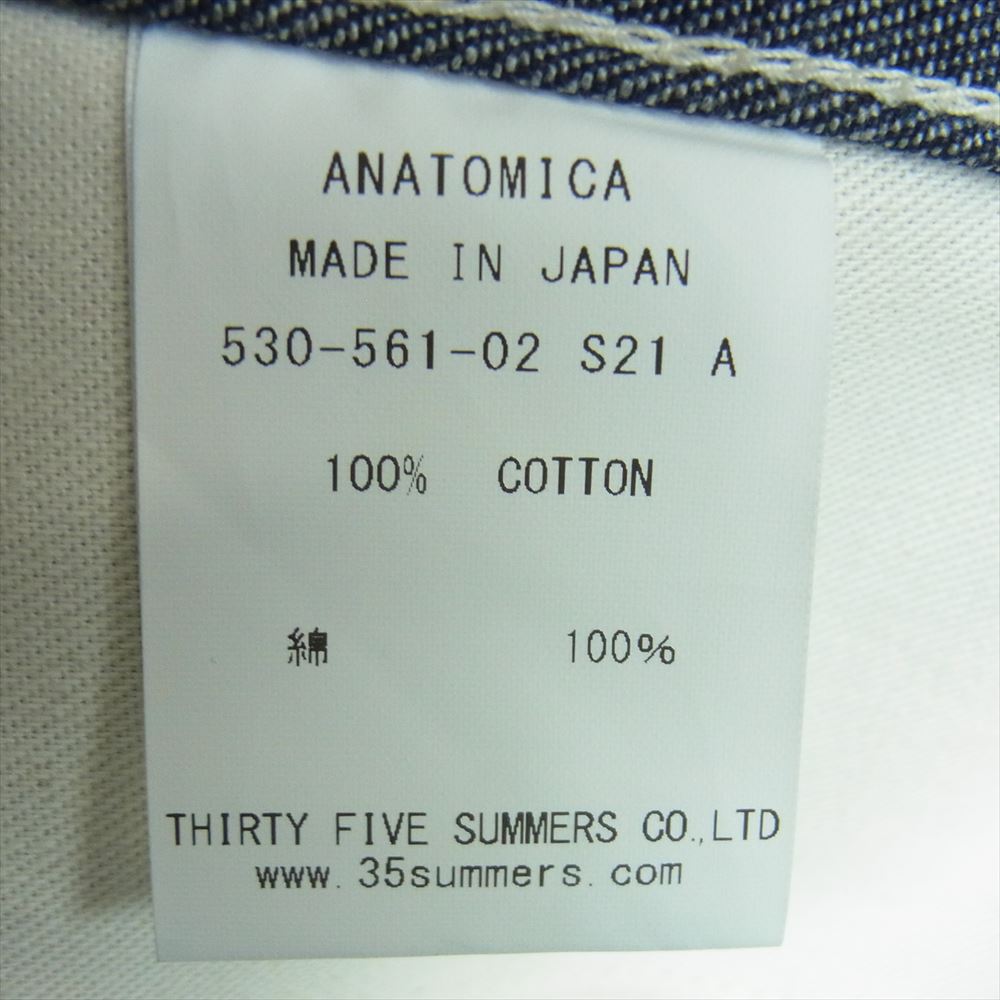 ANATOMICA
MADE IN JAPAN
530-561-02 S21 A
100% COTTON
綿 100%
THIRTY FIVE SUMMERS CO.,LTD
www.35summers.com